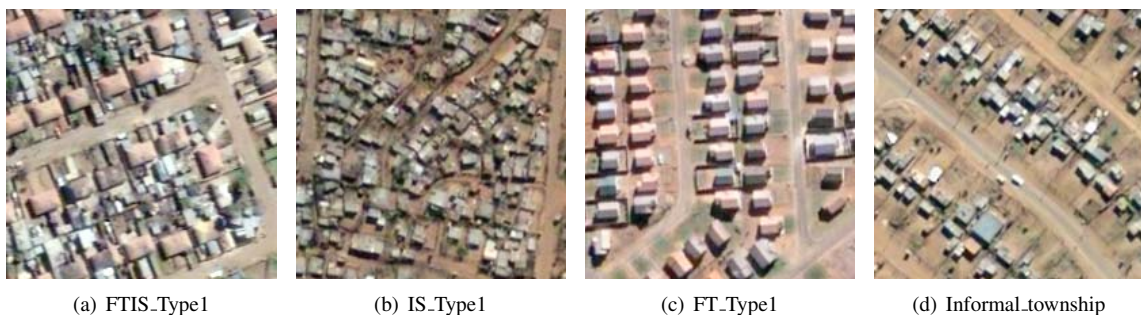 (a) FTIS_Type1
(b) IS_Type1
(c) FT_Type1
(d) Informal_township